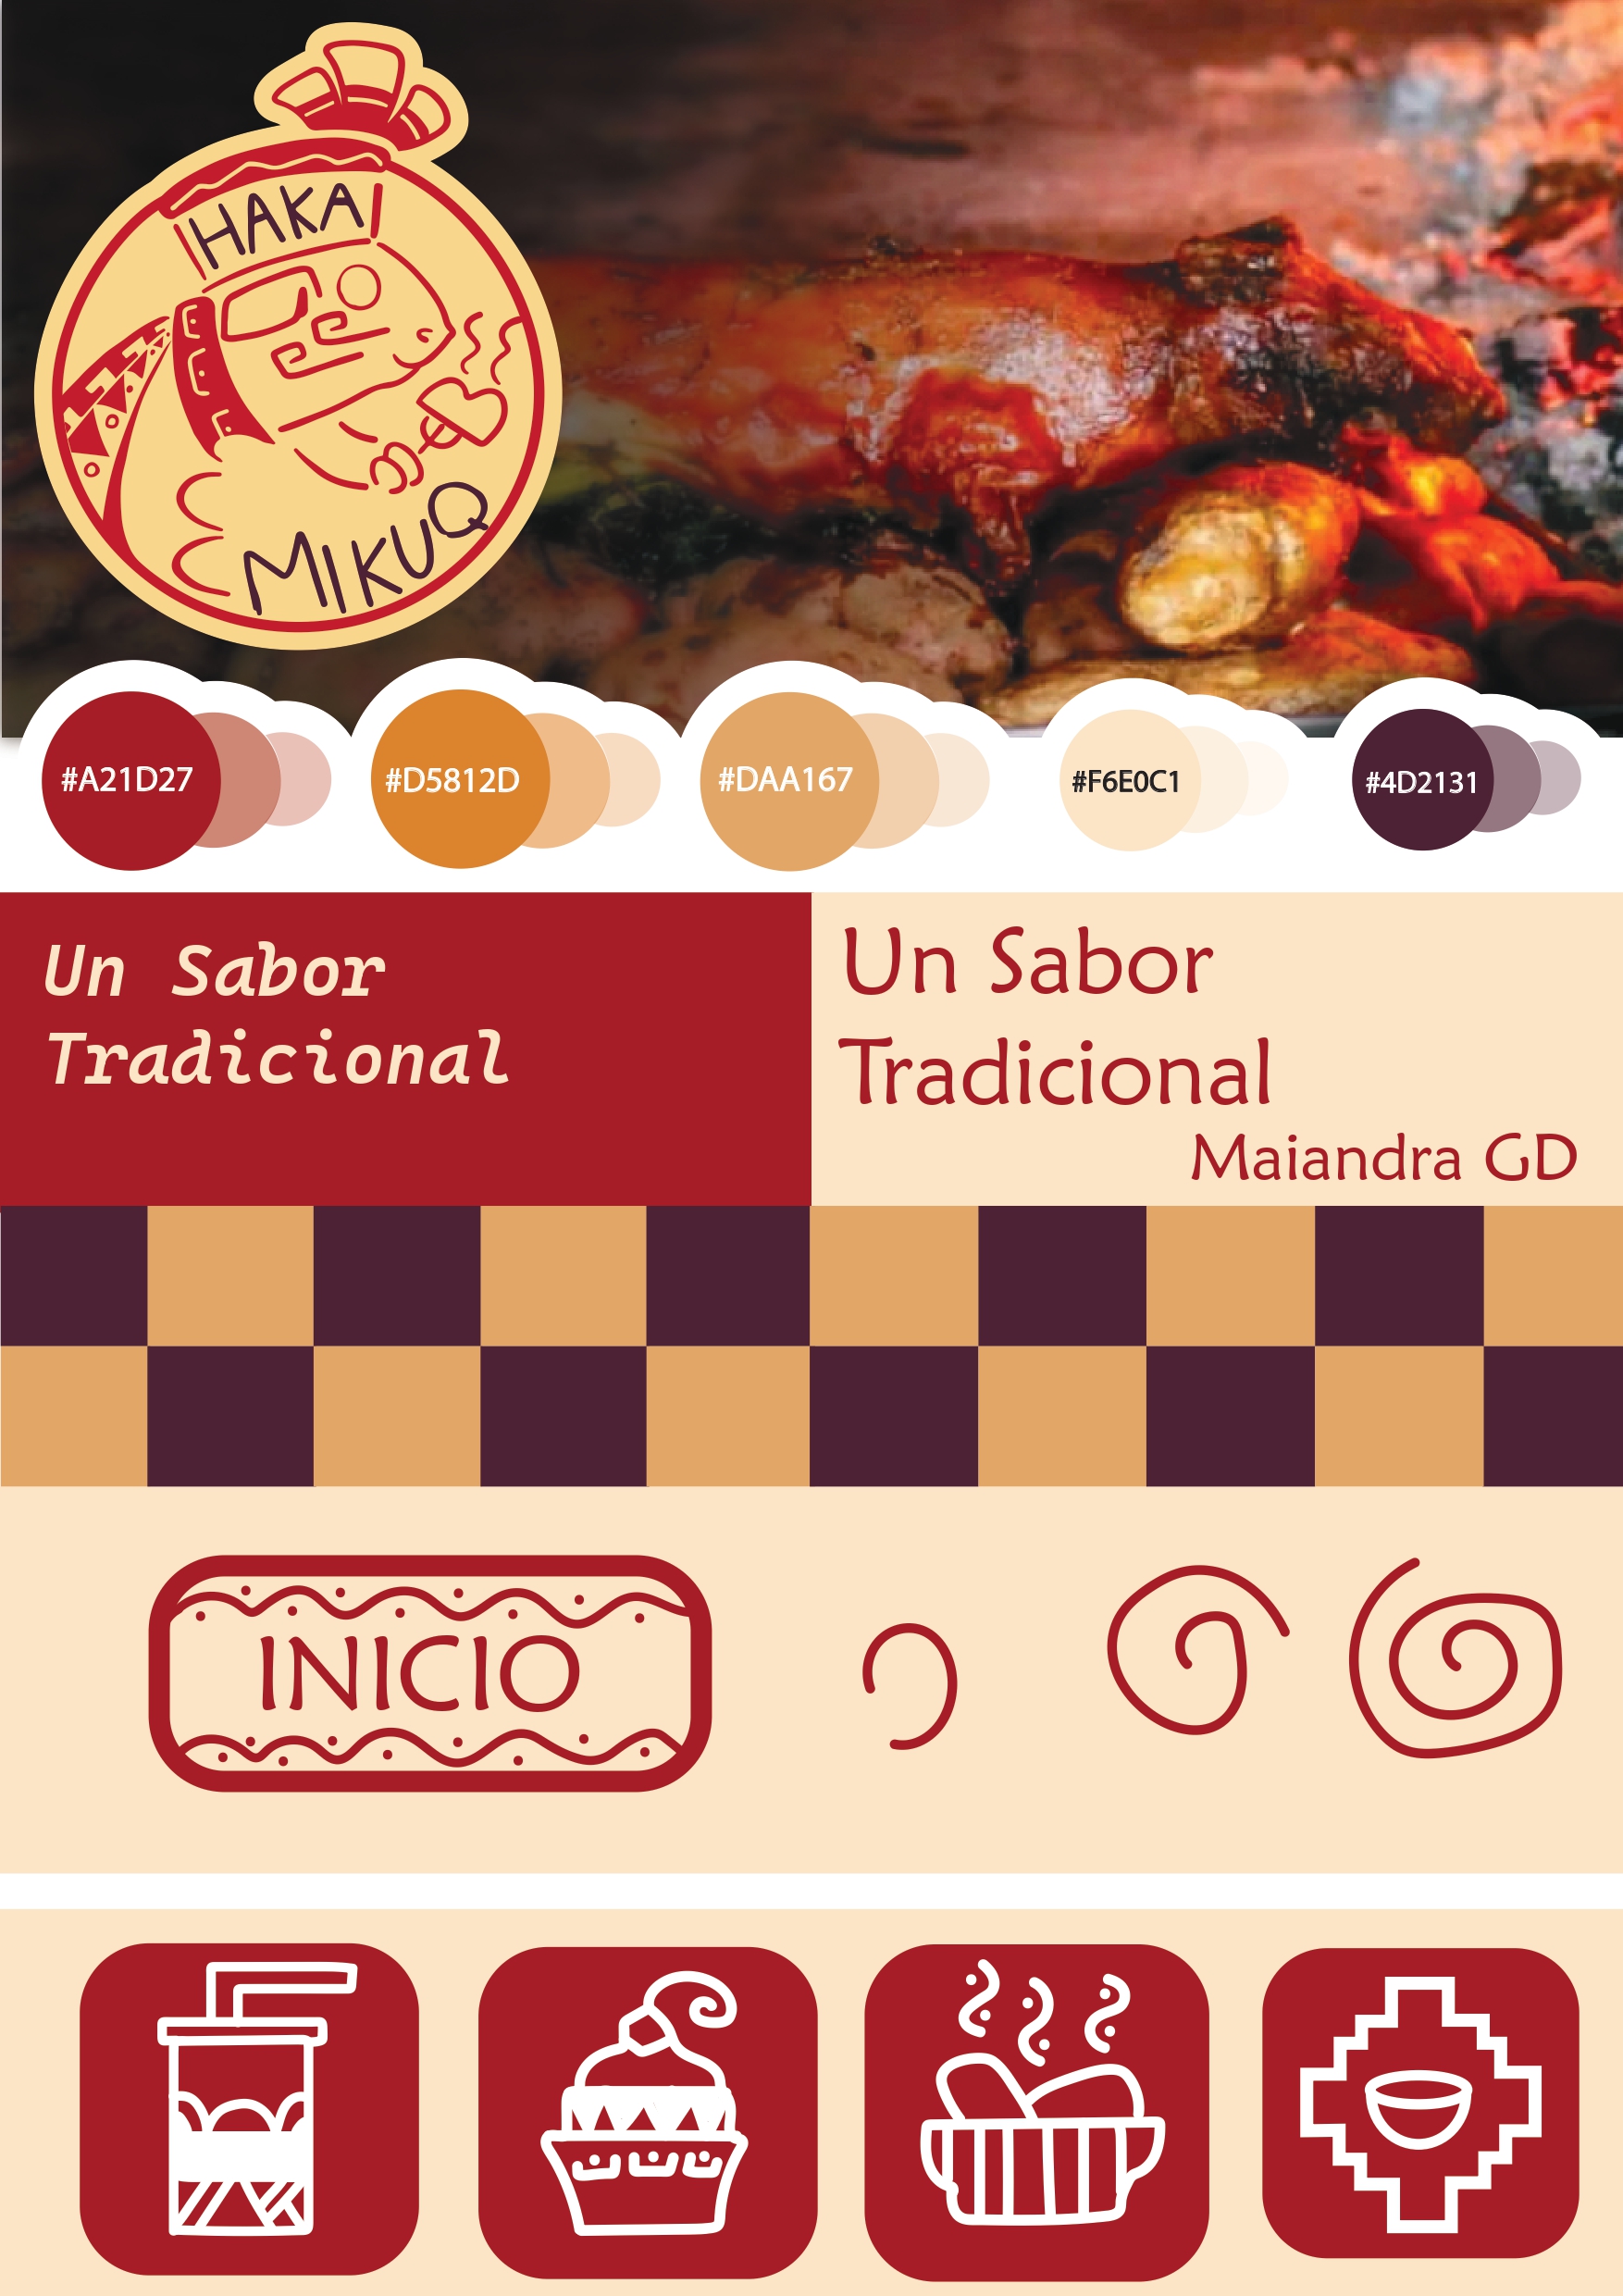 HAKA
MIKUQ
#A21D27
#D5812D
#DAA167
#F6E0C1
#4D2131
Un Sabor
Tradicional
Un Sabor
Tradicional
Maiandra GD
INICIO